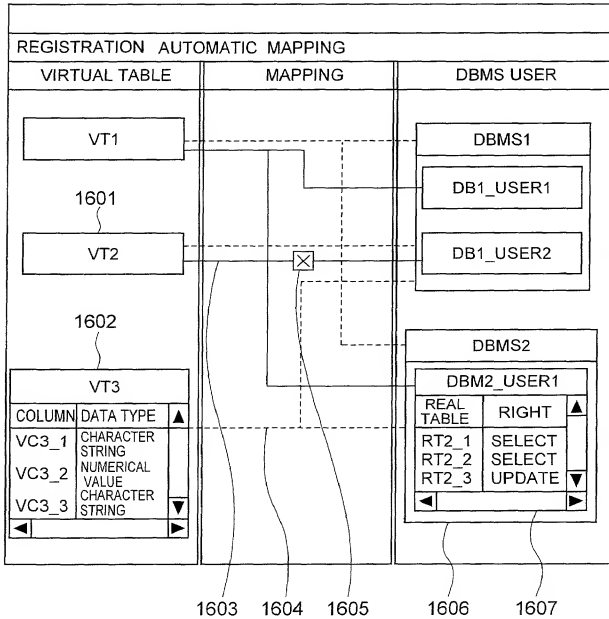 REGISTRATION AUTOMATIC MAPPING
VIRTUAL TABLE MAPPING DBMS USER
VT1
DBMS1
DB1_USER1
1601
VT2
DB1_USER2
1602
DBMS2
VT3
DBM2_USER1
COLUMN DATA TYPE
REAL TABLE RIGHT
VC3_1 CHARACTER STRING
VC3_2 NUMERICAL VALUE
VC3_3 CHARACTER STRING
RT2_1 SELECT
RT2_2 SELECT
RT2_3 UPDATE
1603 1604 1605 1606 1607